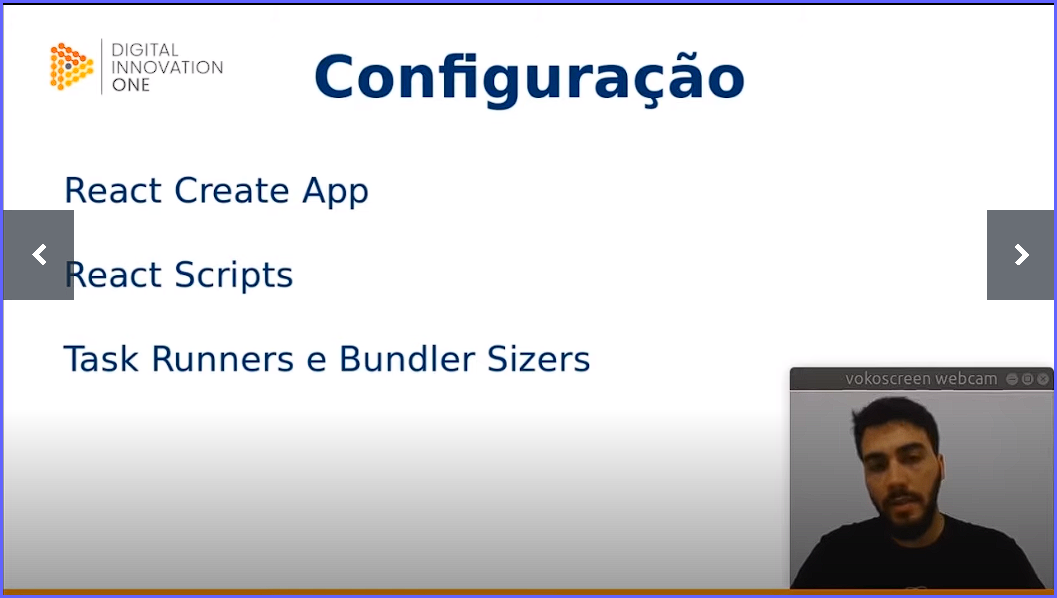 DIGITAL
INNOVATION
ONE
Configuração
React Create App
React Scripts
Task Runners e Bundler Sizers
vokoscreen webcam